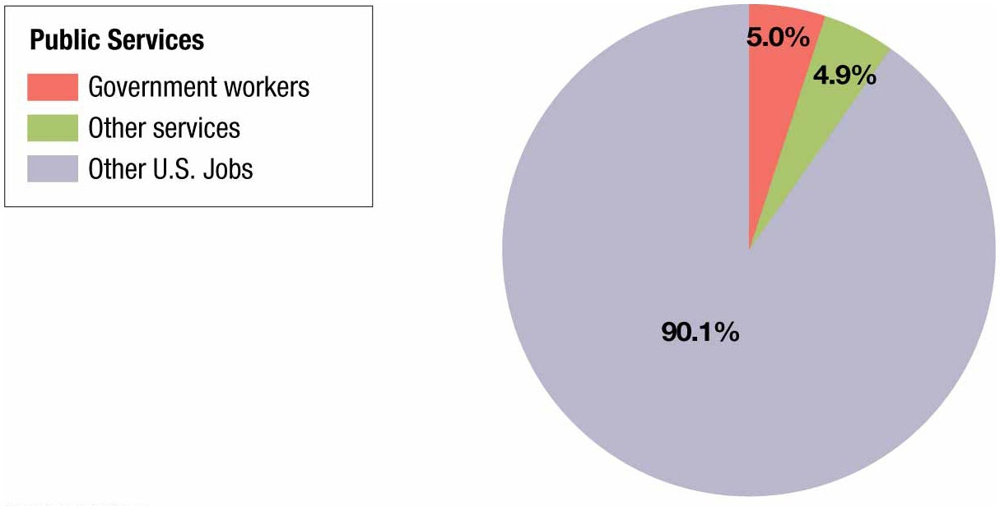 Public Services
Government workers
Other services
Other U.S. Jobs
5.0%
4.9%
90.1%